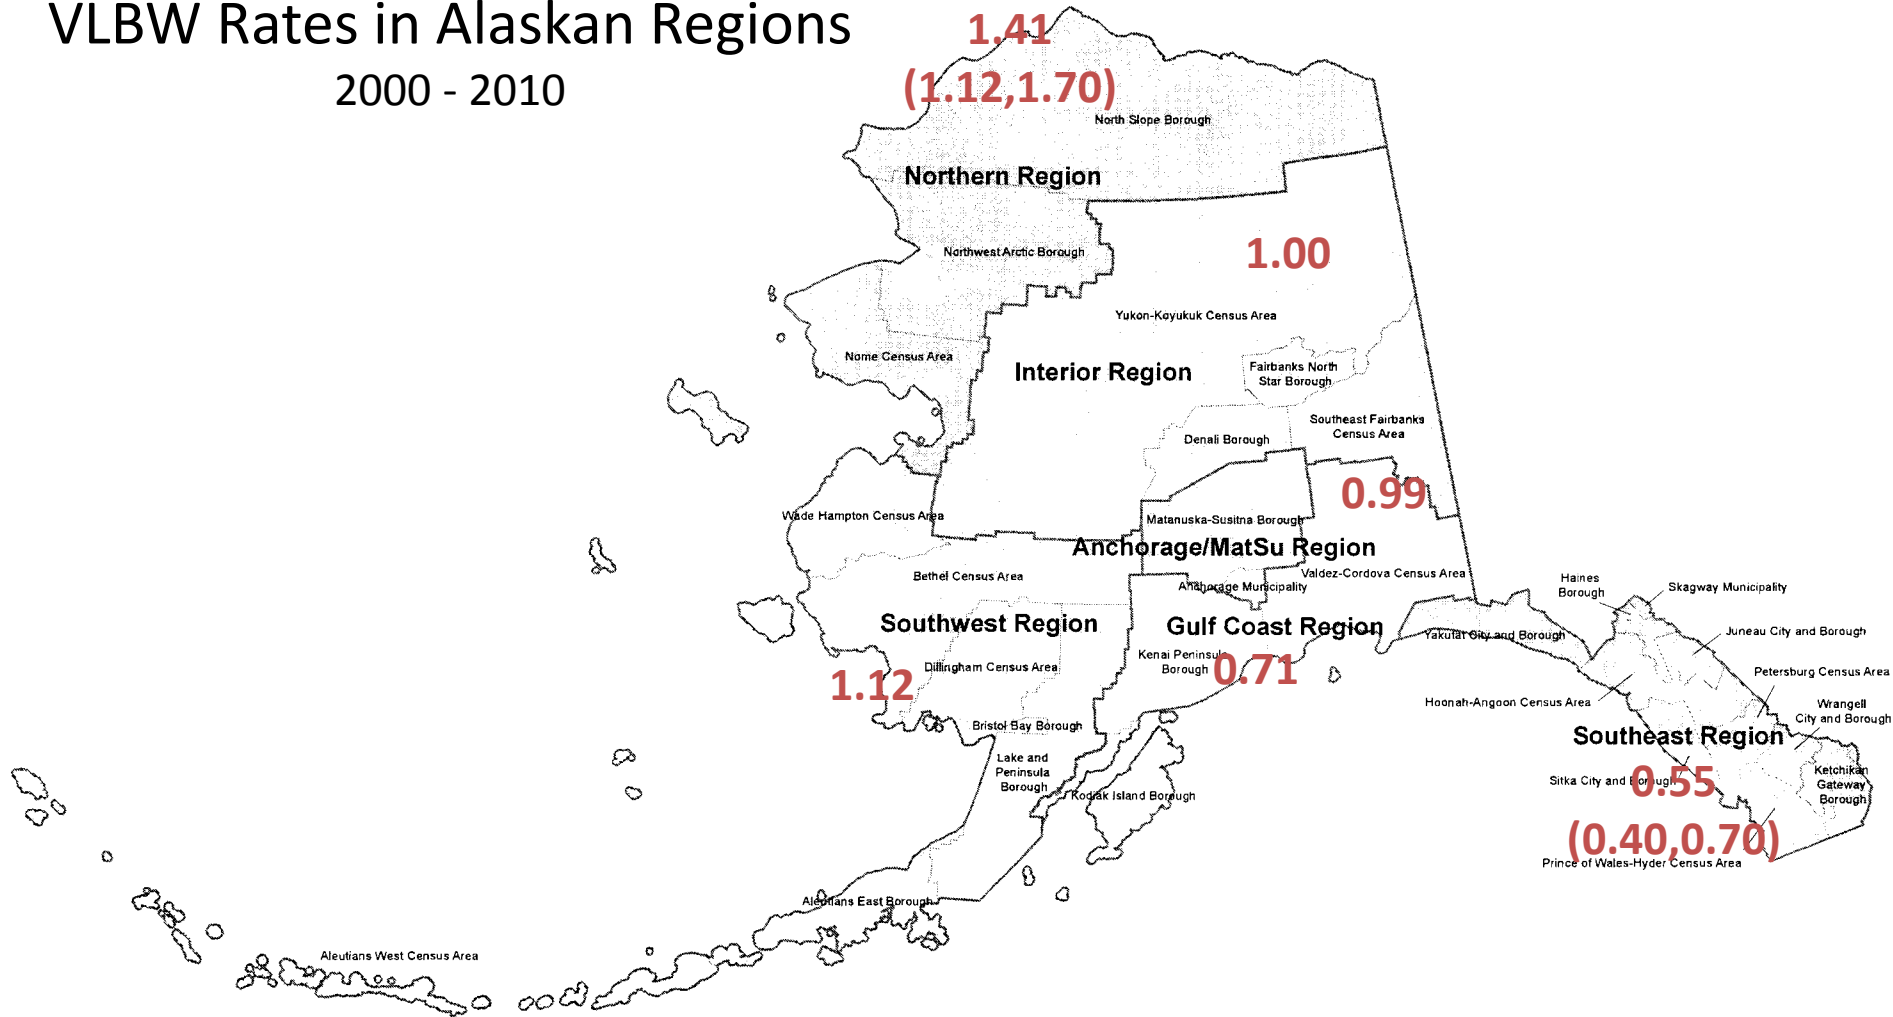 VLBW Rates in Alaskan Regions
2000 - 2010
1.41
(1.12,1.70)
North Slope Borough
Northern Region
Northwest Arctic Borough
1.00
Yukon-Koyukuk Census Area
Nome Census Area
Interior Region
Fairbanks North
Star Borough
Southeast Fairbanks
Census Area
Denali Borough
0.99
Wade Hampton Census Area
Matanuska-Susitna Borough
Anchorage/MatSu Region
Bethel Census Area
Anchorage Municipality
Valdez-Cordova Census Area
Haines
Borough
Skagway Municipality
Southwest Region
Gulf Coast Region
Yakutat City and Borough
Juneau City and Borough
Kenai Peninsula
Borough
0.71
Dillingham Census Area
1.12
Petersburg Census Area
Hoonah-Angoon Census Area
Wrangell
City and Borough
Bristol Bay Borough
Southeast Region
Lake and
Peninsula
Borough
Sitka City and Borough
0.55
Ketchikan
Gateway
Borough
Kodiak Island Borough
(0.40,0.70)
Prince of Wales-Hyder Census Area
Aleutians East Borough
Aleutians West Census Area